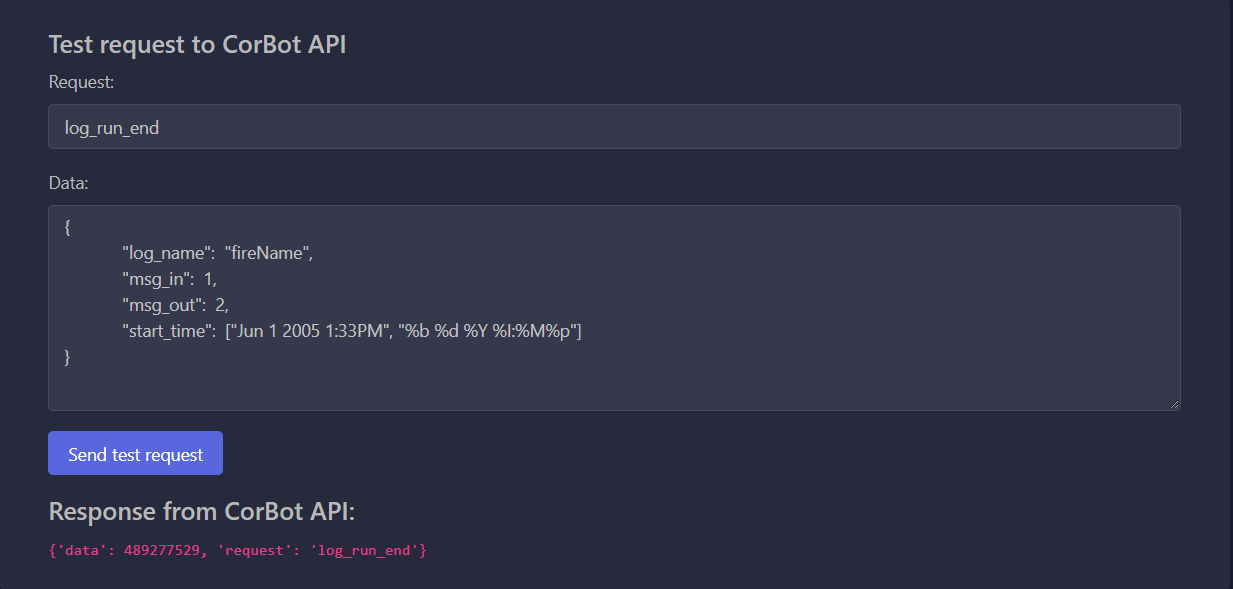 Test request to CorBot API
Request:
log_run_end
Data:
{
"log_name": "fireName",
"msg_in": 1,
"msg_out": 2,
"start_time": ["Jun 1 2005 1:33PM", "%b %d %Y %I:%M%p"]
}
Send test request
Response from CorBot API:
{'data': 489277529, 'request': 'log_run_end'}